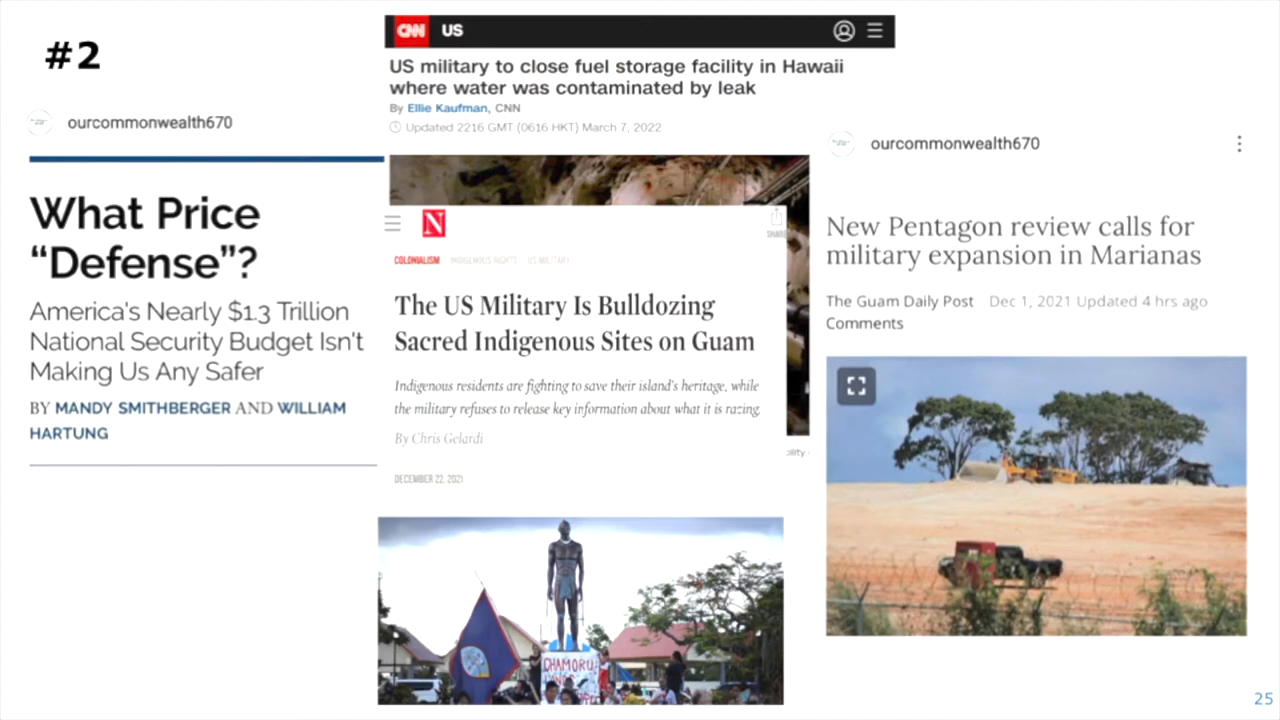 #2
ourcommonwealth670
What Price
“Defense”?
America's Nearly $1.3 Trillion
National Security Budget Isn't
Making Us Any Safer
BY MANDY SMITHBERGER AND WILLIAM
HARTUNG
CNN US
US military to close fuel storage facility in Hawaii
where water was contaminated by leak
By Ellie Kaufman, CNN
Updated 2216 GMT (0616 HKT) March 7, 2022
N
SHARE
COLONIALISM INDIGENOUS RIGHTS US MILITARY
The US Military Is Bulldozing
Sacred Indigenous Sites on Guam
Indigenous residents are fighting to save their island's heritage, while
the military refuses to release key information about what it is razing.
By Chris Gelardi
DECEMBER 22, 2021
CHAMORU
ourcommonwealth670
New Pentagon review calls for
military expansion in Marianas
The Guam Daily Post Dec 1, 2021 Updated 4 hrs ago
Comments
25